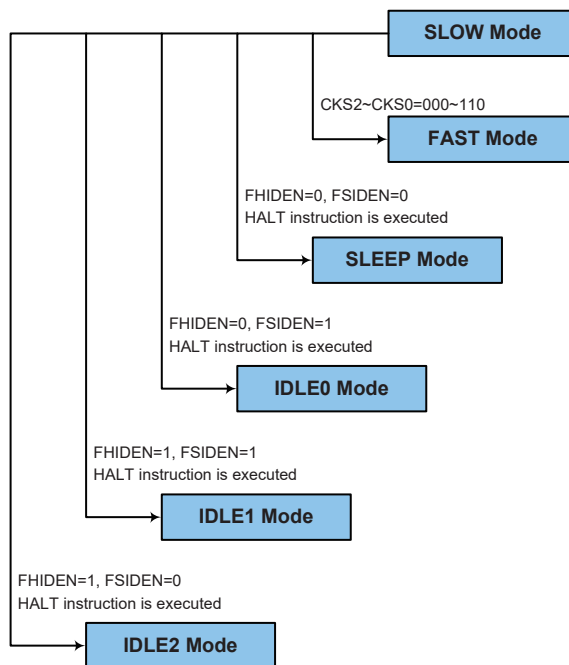 SLOW Mode
CKS2~CKS0=000~110
FAST Mode
FHIDEN=0, FSIDEN=0
HALT instruction is executed
SLEEP Mode
FHIDEN=0, FSIDEN=1
HALT instruction is executed
IDLE0 Mode
FHIDEN=1, FSIDEN=1
HALT instruction is executed
IDLE1 Mode
FHIDEN=1, FSIDEN=0
HALT instruction is executed
IDLE2 Mode